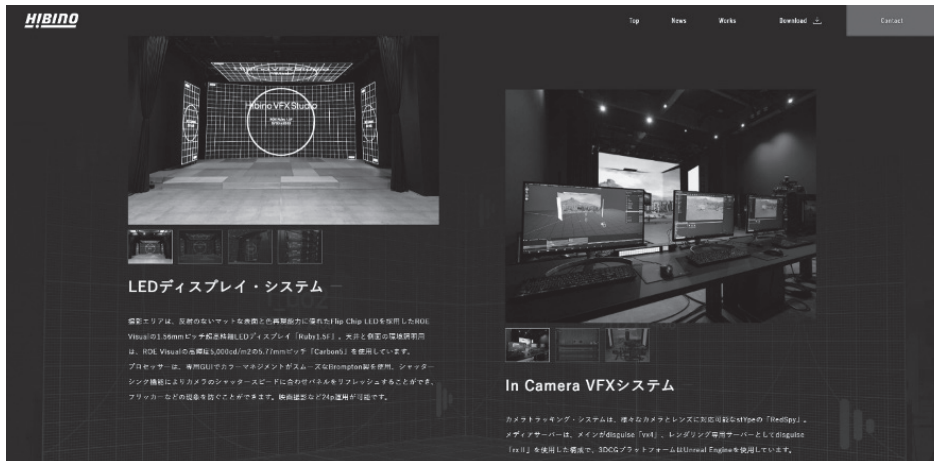 HIBINO
Top
News
Works
Download
Contact
Hibino VFX Studio
LEDディスプレイ・システム
撮影エリアは、反射のないマットな表面と色再現能力に優れたFlip Chip LEDを採用したROE
Visualの1.56mmピッチ超高精細LEDディスプレイ「Ruby1.5F」。天井と側面の環境照明用
は、ROE Visualの高輝度5,000cd/m2の5.77mmピッチ「Carbon5」を使用しています。
プロセッサーは、専用GUIでカラーマネジメントがスムーズなBrompton製を使用、シャッター
シンク機能によりカメラのシャッタースピードに合わせパネルをリフレッシュすることができ、
フリッカーなどの現象を防ぐことができます。映画撮影など24p運用が可能です。
In Camera VFXシステム
カメラトラッキング・システムは、様々なカメラとレンズに対応可能なstYpeの「RedSpy」。
メディアサーバーは、メインがdisguise「vx4」、レンダリング専用サーバーとしてdisguise
「rxⅡ」を使用した構成で、3DCGプラットフォームはUnreal Engineを使用しています。